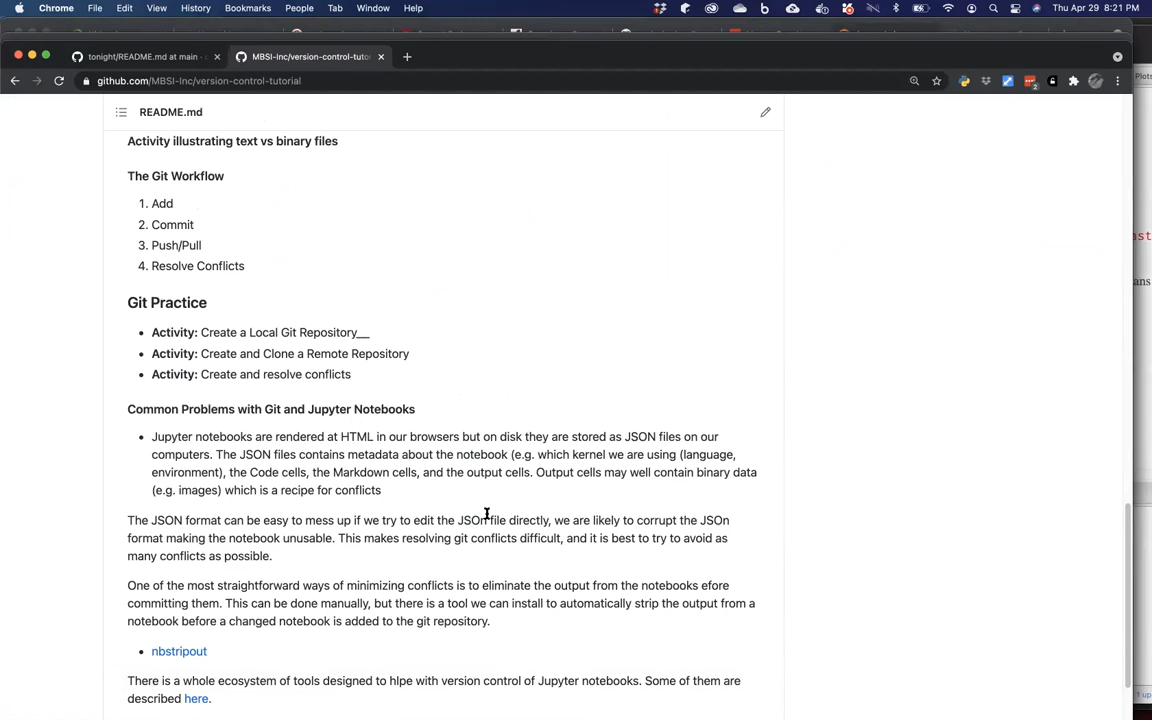 Chrome File Edit View History Bookmarks People Tab Window Help Thu Apr 29 8:21 PM
tonight/README.md at main · MBSI-Inc/version-control-tuto
github.com/MBSI-Inc/version-control-tutorial
Plots
README.md
Activity illustrating text vs binary files
The Git Workflow
1. Add
2. Commit
3. Push/Pull
4. Resolve Conflicts
Git Practice
• Activity: Create a Local Git Repository__
• Activity: Create and Clone a Remote Repository
• Activity: Create and resolve conflicts
Common Problems with Git and Jupyter Notebooks
• Jupyter notebooks are rendered at HTML in our browsers but on disk they are stored as JSON files on our
computers. The JSON files contains metadata about the notebook (e.g. which kernel we are using (language,
environment), the Code cells, the Markdown cells, and the output cells. Output cells may well contain binary data
(e.g. images) which is a recipe for conflicts
The JSON format can be easy to mess up if we try to edit the JSOn file directly, we are likely to corrupt the JSOn
format making the notebook unusable. This makes resolving git conflicts difficult, and it is best to try to avoid as
many conflicts as possible.
One of the most straightforward ways of minimizing conflicts is to eliminate the output from the notebooks efore
committing them. This can be done manually, but there is a tool we can install to automatically strip the output from a
notebook before a changed notebook is added to the git repository.
• nbstripout
There is a whole ecosystem of tools designed to hlpe with version control of Jupyter notebooks. Some of them are
described here.